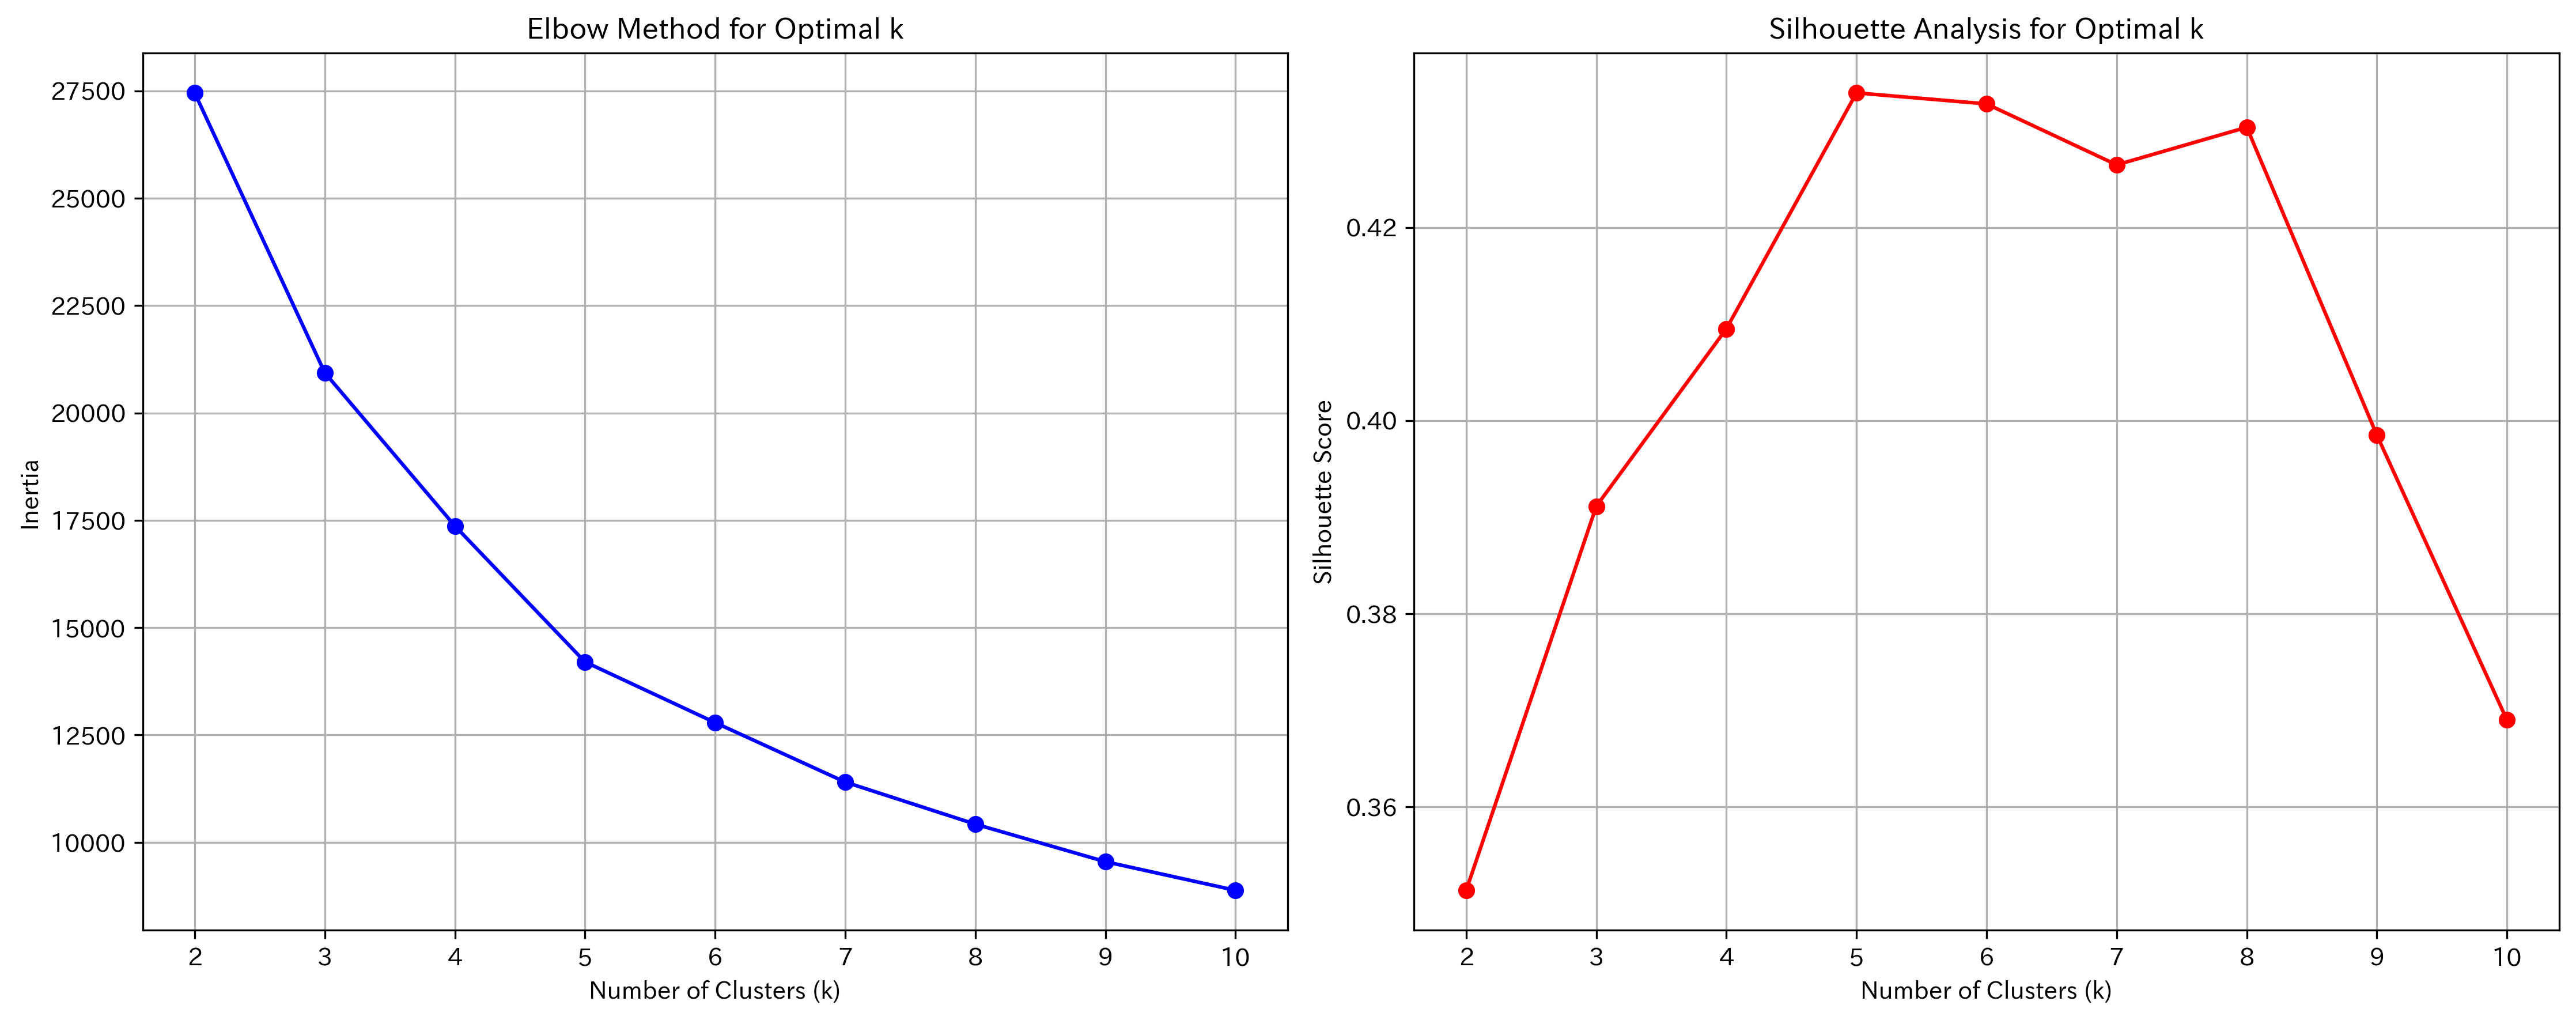 Elbow Method for Optimal k
27500
25000
22500
20000
17500
15000
12500
10000
Inertia
2 3 4 5 6 7 8 9 10
Number of Clusters (k)
Silhouette Analysis for Optimal k
0.42
0.40
0.38
0.36
Silhouette Score
2 3 4 5 6 7 8 9 10
Number of Clusters (k)